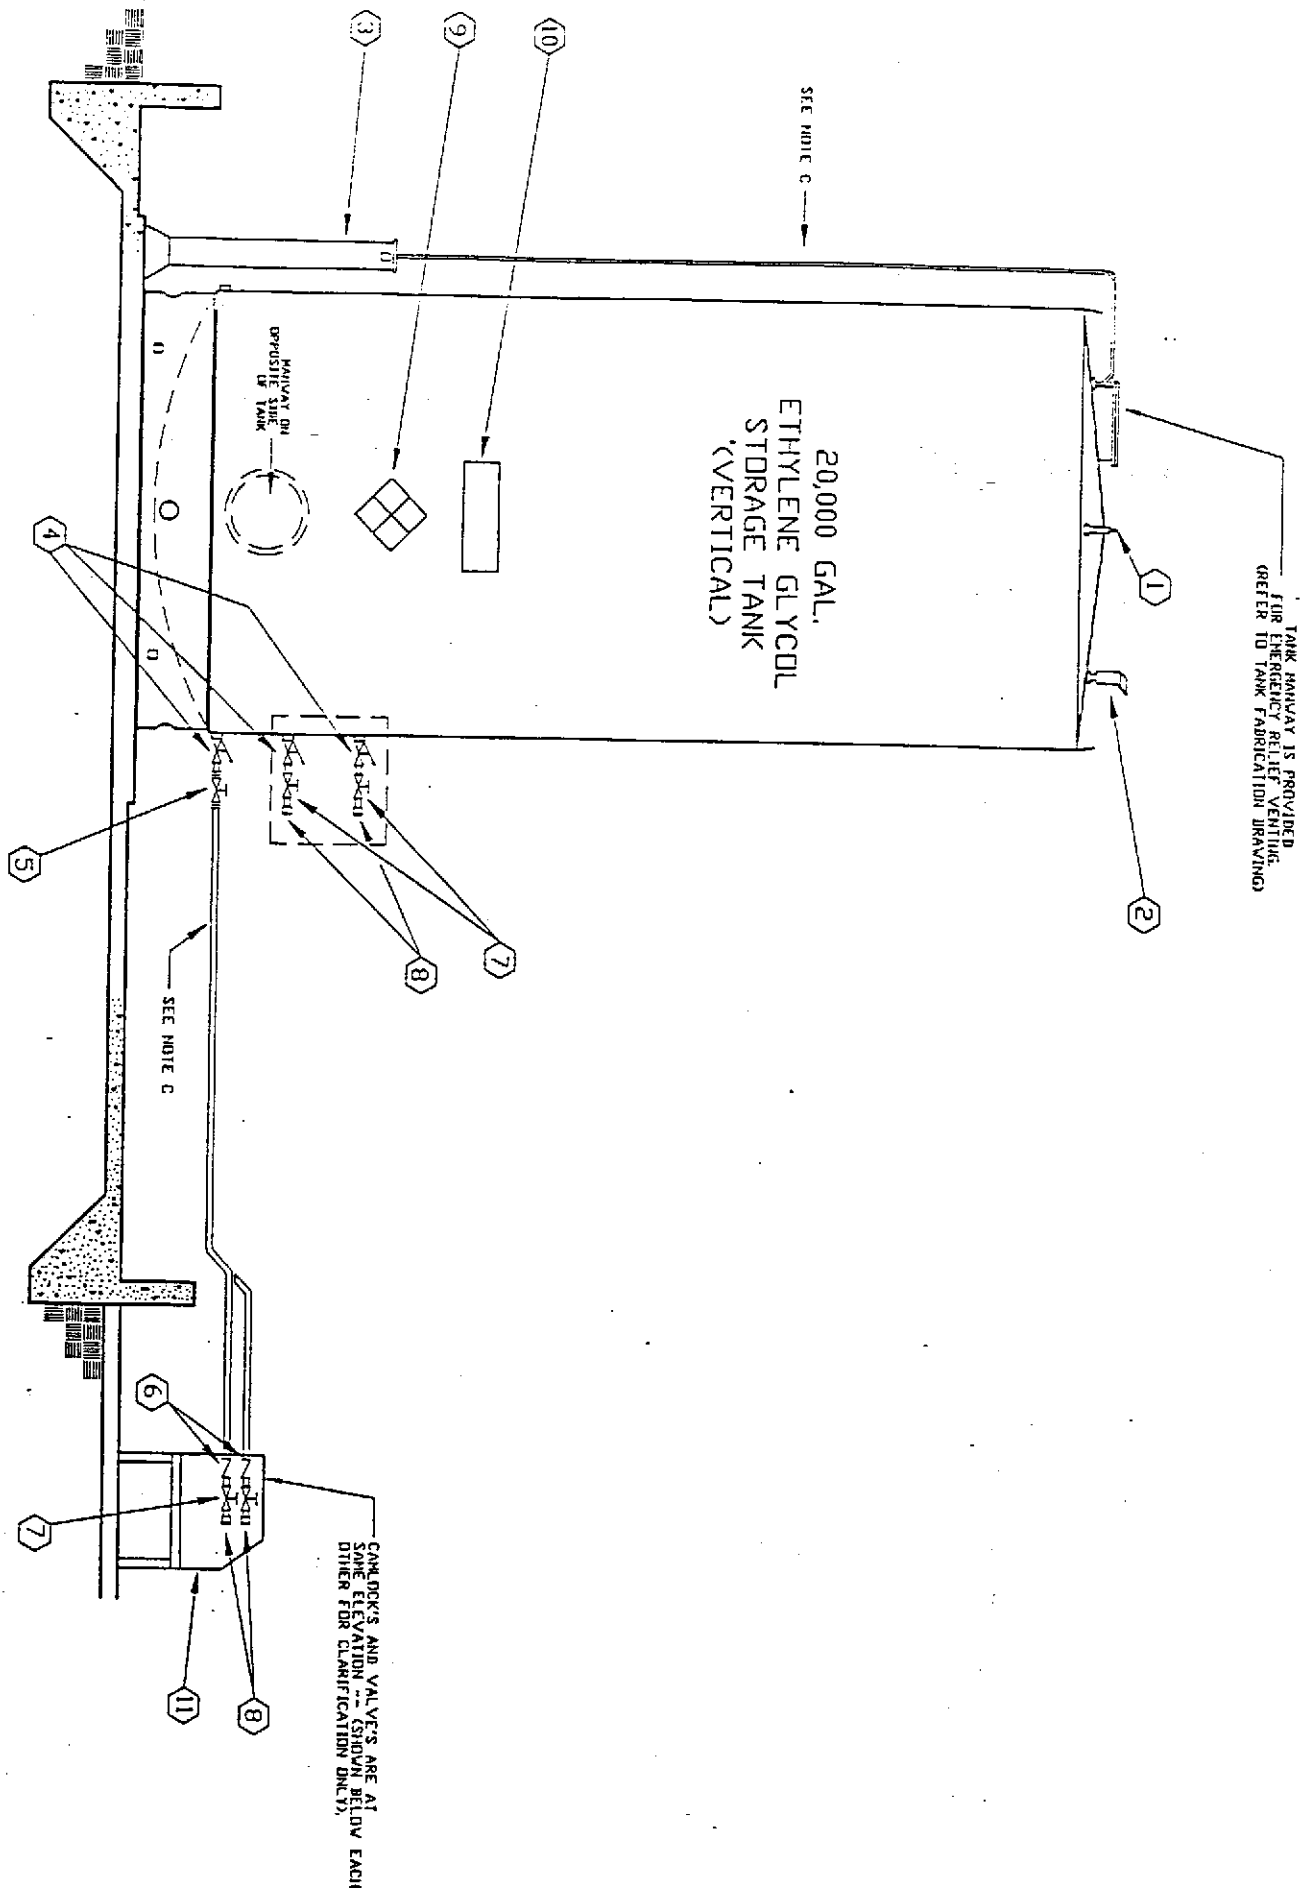 TANK MANWAY IS PROVIDED
FOR EMERGENCY RELIEF VENTING.
(REFER TO TANK FABRICATION DRAWING)
1
2
SEE NOTE C
20,000 GAL.
ETHYLENE GLYCOL
STORAGE TANK
(VERTICAL)
10
9
3
MANWAY ON
OPPOSITE SIDE
OF TANK
7
8
4
5
SEE NOTE C
CAMLOCK'S AND VALVE'S ARE AT
SAME ELEVATION -- (SHOWN BELOW EACH
OTHER FOR CLARIFICATION ONLY).
6
7
8
11